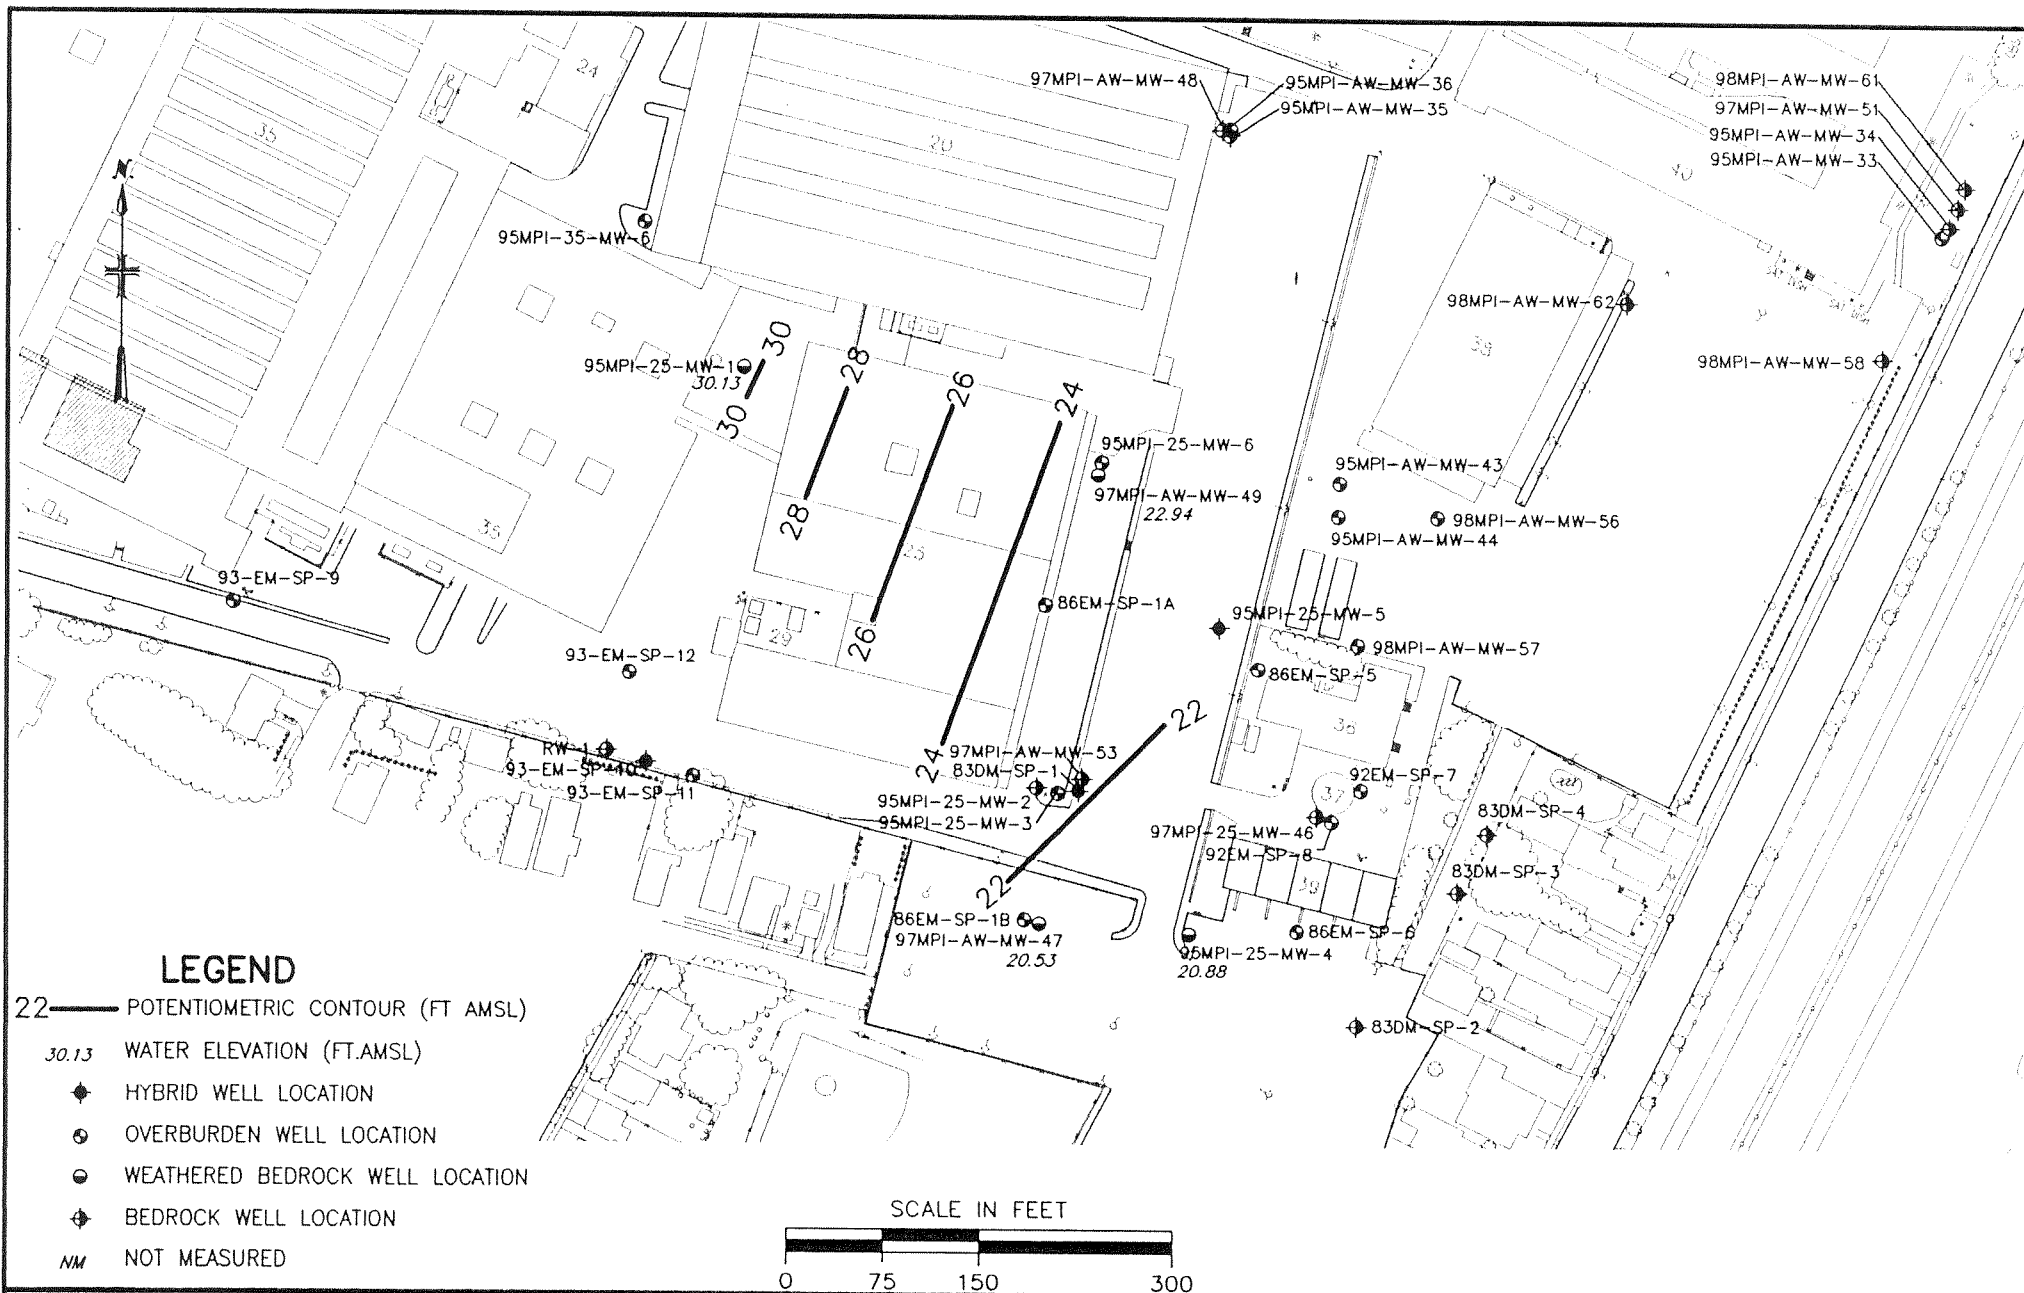 24
35
20
97MPI-AW-MW-48
95MPI-AW-MW-36
95MPI-AW-MW-35
98MPI-AW-MW-61
97MPI-AW-MW-51
95MPI-AW-MW-34
95MPI-AW-MW-33
40
N
95MPI-35-MW-6
98MPI-AW-MW-62
38
98MPI-AW-MW-58
95MPI-25-MW-1
30.13
30
30
28
28
26
26
24
24
95MPI-25-MW-6
97MPI-AW-MW-49
22.94
95MPI-AW-MW-43
95MPI-AW-MW-44
98MPI-AW-MW-56
35
25
93-EM-SP-9
86EM-SP-1A
95MPI-25-MW-5
29
93-EM-SP-12
98MPI-AW-MW-57
86EM-SP-5
36
22
22
RW-1
93-EM-SP-10
93-EM-SP-11
97MPI-AW-MW-53
83DM-SP-1
95MPI-25-MW-2
95MPI-25-MW-3
92EM-SP-7
37
97MPI-25-MW-46
92EM-SP-8
83DM-SP-4
83DM-SP-3
39
86EM-SP-1B
97MPI-AW-MW-47
20.53
86EM-SP-6
95MPI-25-MW-4
20.88
83DM-SP-2
LEGEND
22 POTENTIOMETRIC CONTOUR (FT AMSL)
30.13 WATER ELEVATION (FT.AMSL)
HYBRID WELL LOCATION
OVERBURDEN WELL LOCATION
WEATHERED BEDROCK WELL LOCATION
BEDROCK WELL LOCATION
NM NOT MEASURED
SCALE IN FEET
0 75 150 300